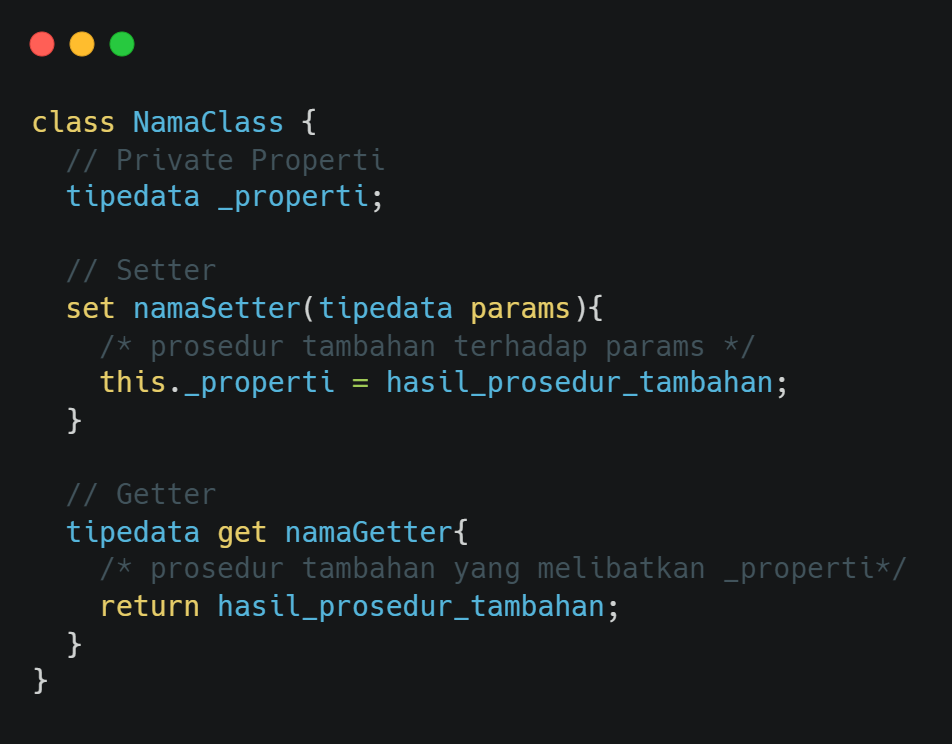 class NamaClass {
  // Private Properti
  tipedata _properti;

  // Setter
  set namaSetter(tipedata params){
    /* prosedur tambahan terhadap params */
    this._properti = hasil_prosedur_tambahan;
  }

  // Getter
  tipedata get namaGetter{
    /* prosedur tambahan yang melibatkan _properti*/
    return hasil_prosedur_tambahan;
  }
}